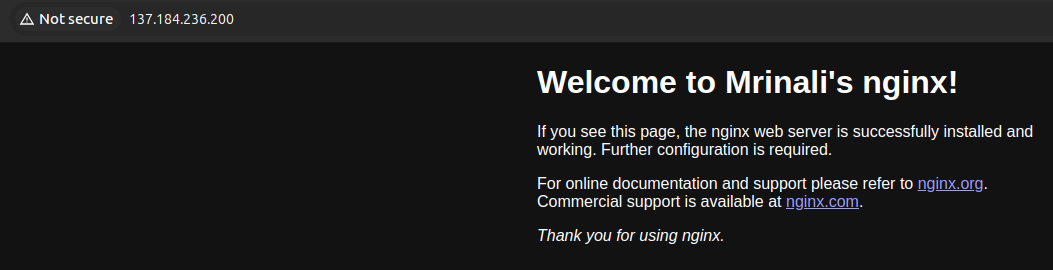 Not secure 137.184.236.200
Welcome to Mrinali's nginx!
If you see this page, the nginx web server is successfully installed and
working. Further configuration is required.
For online documentation and support please refer to nginx.org.
Commercial support is available at nginx.com.
Thank you for using nginx.